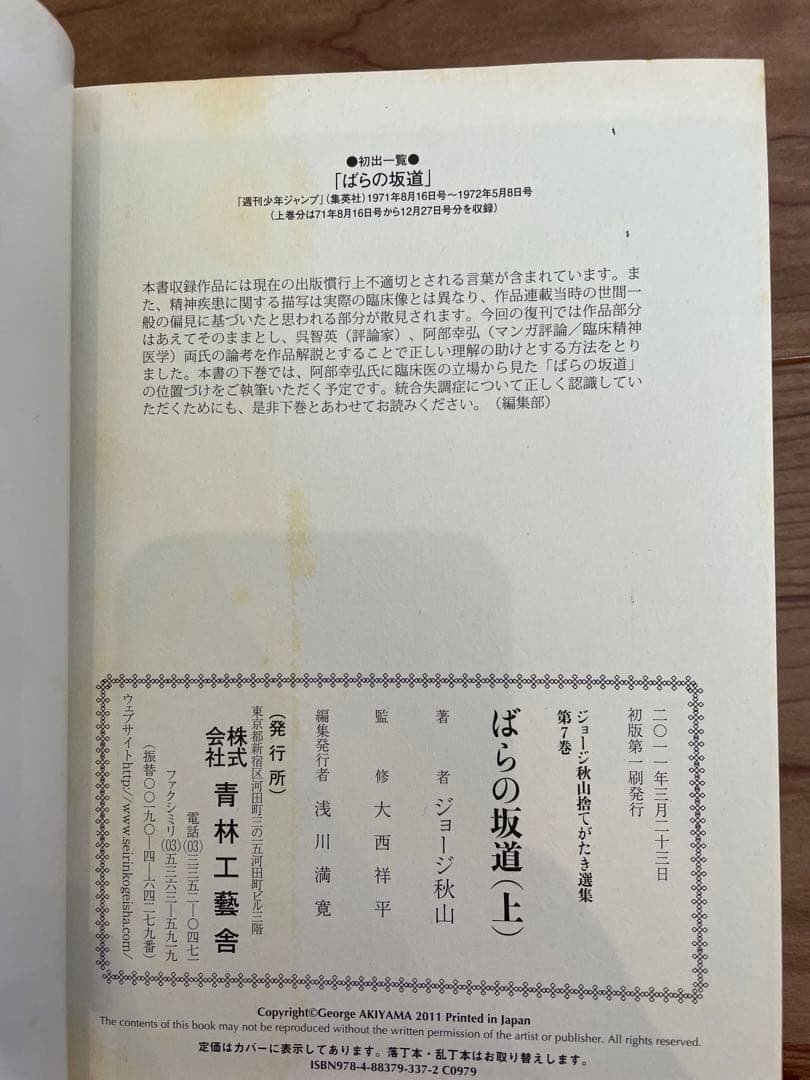 ●初出一覧●
「ばらの坂道」
「週刊少年ジャンプ」（集英社）1971年8月16日号〜1972年5月8日号
（上巻分は71年8月16日号から12月27日号分を収録）
本書収録作品には現在の出版慣行上不適切とされる言葉が含まれています。ま
た、精神疾患に関する描写は実際の臨床像とは異なり、作品連載当時の世間一
般の偏見に基づいたと思われる部分が散見されます。今回の復刊では作品部分
はあえてそのままとし、呉智英（評論家）、阿部幸弘（マンガ評論／臨床精神
医学）両氏の論考を作品解説とすることで正しい理解の助けとする方法をとり
ました。本書の下巻では、阿部幸弘氏に臨床医の立場から見た「ばらの坂道」
の位置づけをご執筆いただく予定です。統合失調症について正しく認識してい
ただくためにも、是非下巻とあわせてお読みください。（編集部）
二〇一一年三月二十三日
初版第一刷発行
ジョージ秋山捨てがたき選集
第7巻
ばらの坂道（上）
著者 ジョージ秋山
監修 大西祥平
編集発行者 浅川満寛
（発行所）
東京都新宿区河田町三の一五河田町ビル三階
株式会社 青林工藝舎
電話(03)三三五二―〇四七一
ファクシミリ(03)五三六三―五九一九
（振替〇〇一九〇―四―六四二七九番）
ウェブサイトhttp://www.seirinkogeisha.com/
Copyright©George AKIYAMA 2011 Printed in Japan
The contents of this book may not be reproduced without the written permission of the artist or publisher. All rights reserved.
定価はカバーに表示してあります。落丁本・乱丁本はお取り替えします。
ISBN978-4-88379-337-2 C0979